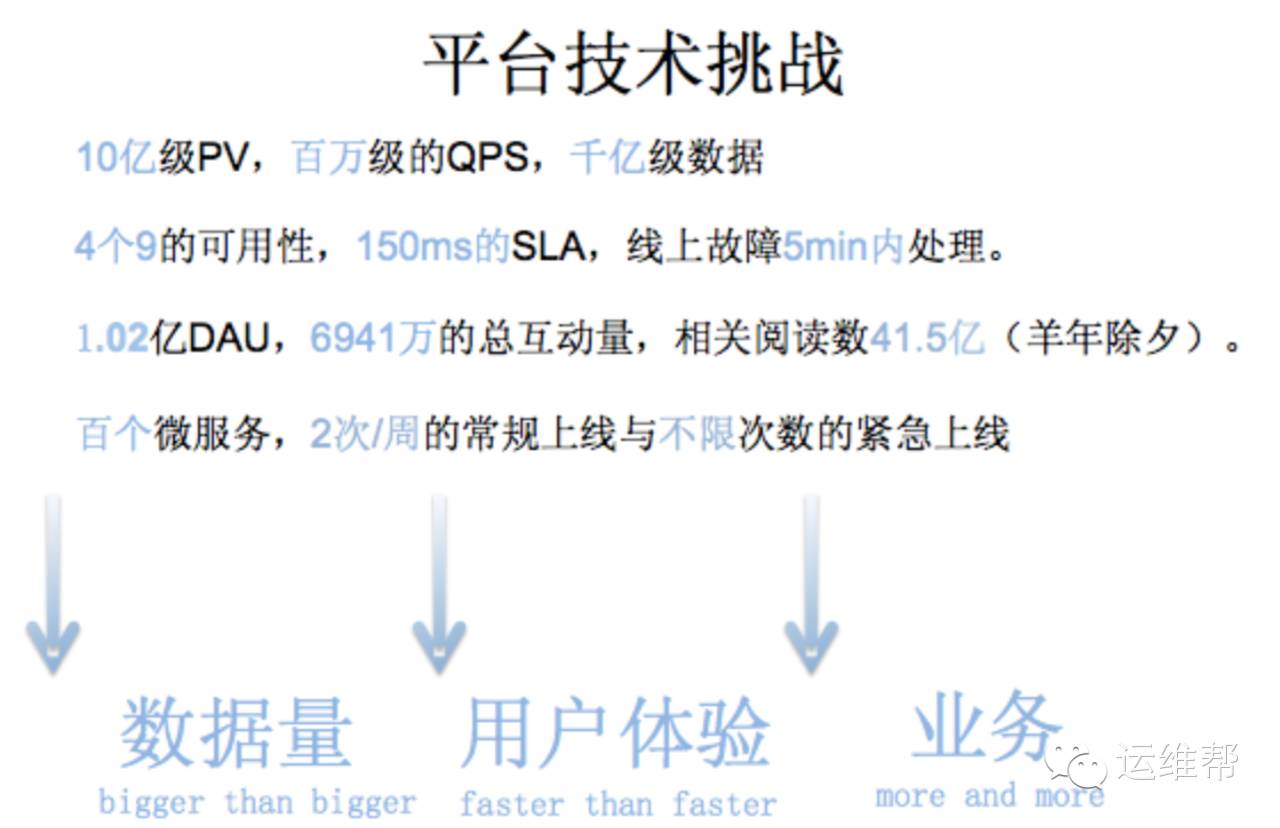 平台技术挑战
10亿级PV，百万级的QPS，千亿级数据
4个9的可用性，150ms的SLA，线上故障5min内处理。
1.02亿DAU，6941万的总互动量，相关阅读数41.5亿（羊年除夕）。
百个微服务，2次/周的常规上线与不限次数的紧急上线
数据量 用户体验 业务
bigger than bigger faster than faster more and more
运维帮